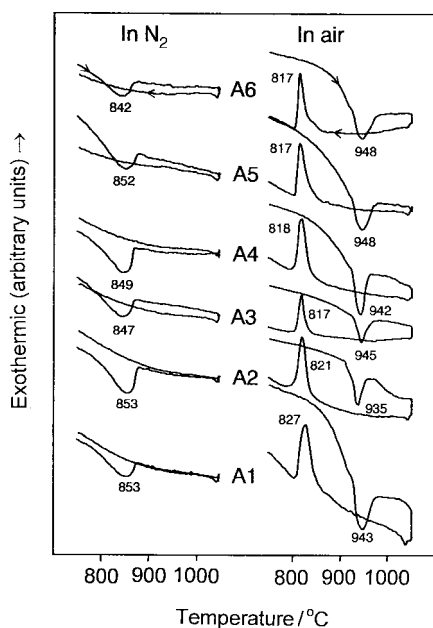 In N2 In air
817
A6
842
948
817
A5
852
948
818
A4
849
942
817
A3
847
945
821
A2
853
935
827
A1
853
943
800 900 1000 800 900 1000
Temperature / °C
Exothermic (arbitrary units) →